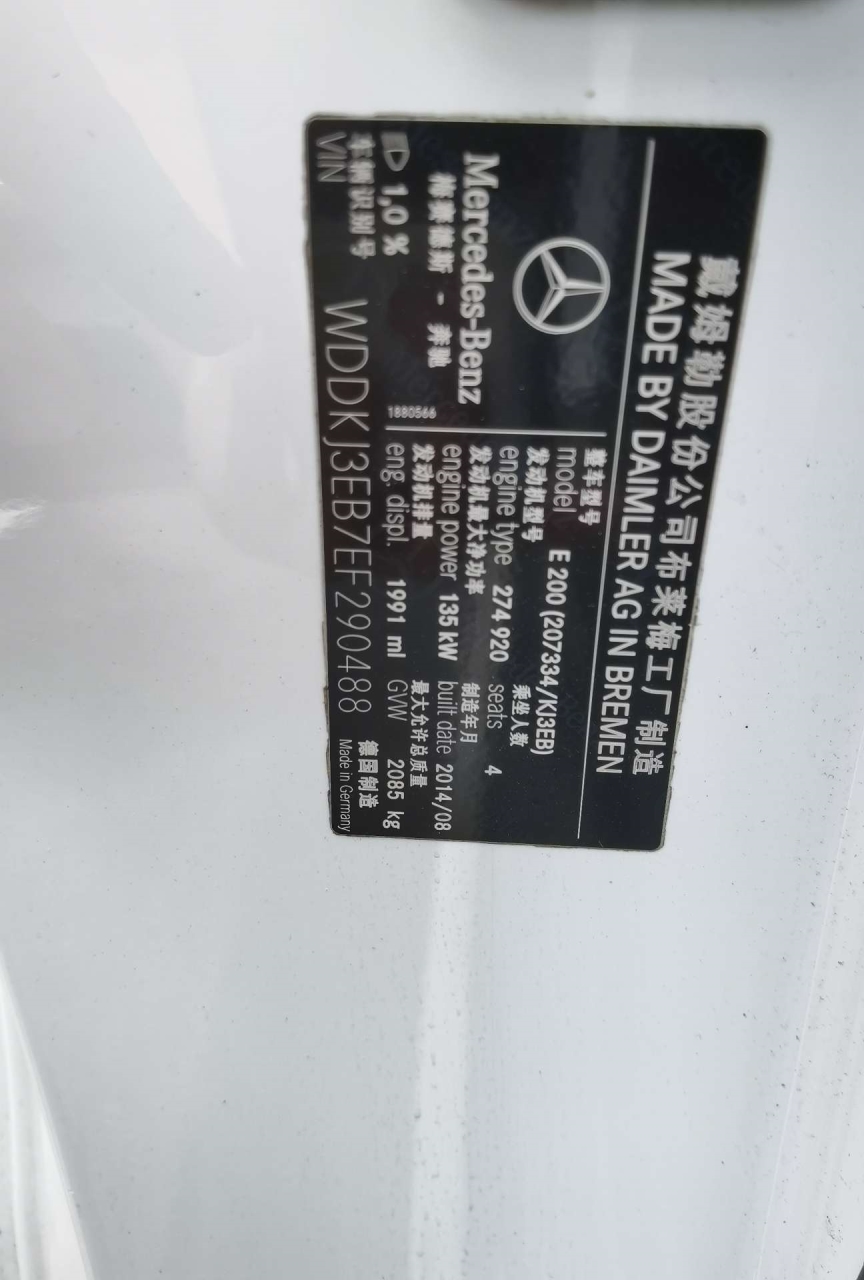 戴姆勒股份公司布莱梅工厂制造
MADE BY DAIMLER AG IN BREMEN
Mercedes-Benz
梅赛德斯 - 奔驰
1,0 %
1880566
整车型号
model E 200 (207334/KJ3EB)
发动机型号 乘坐人数
engine type 274 920 seats 4
发动机最大净功率 制造年月
engine power 135 kW built date 2014/08
发动机排量 最大允许总质量
eng. displ. 1991 ml GVW 2085 kg
车辆识别号 德国制造
VIN WDDKJ3EB7EF290488 Made in Germany